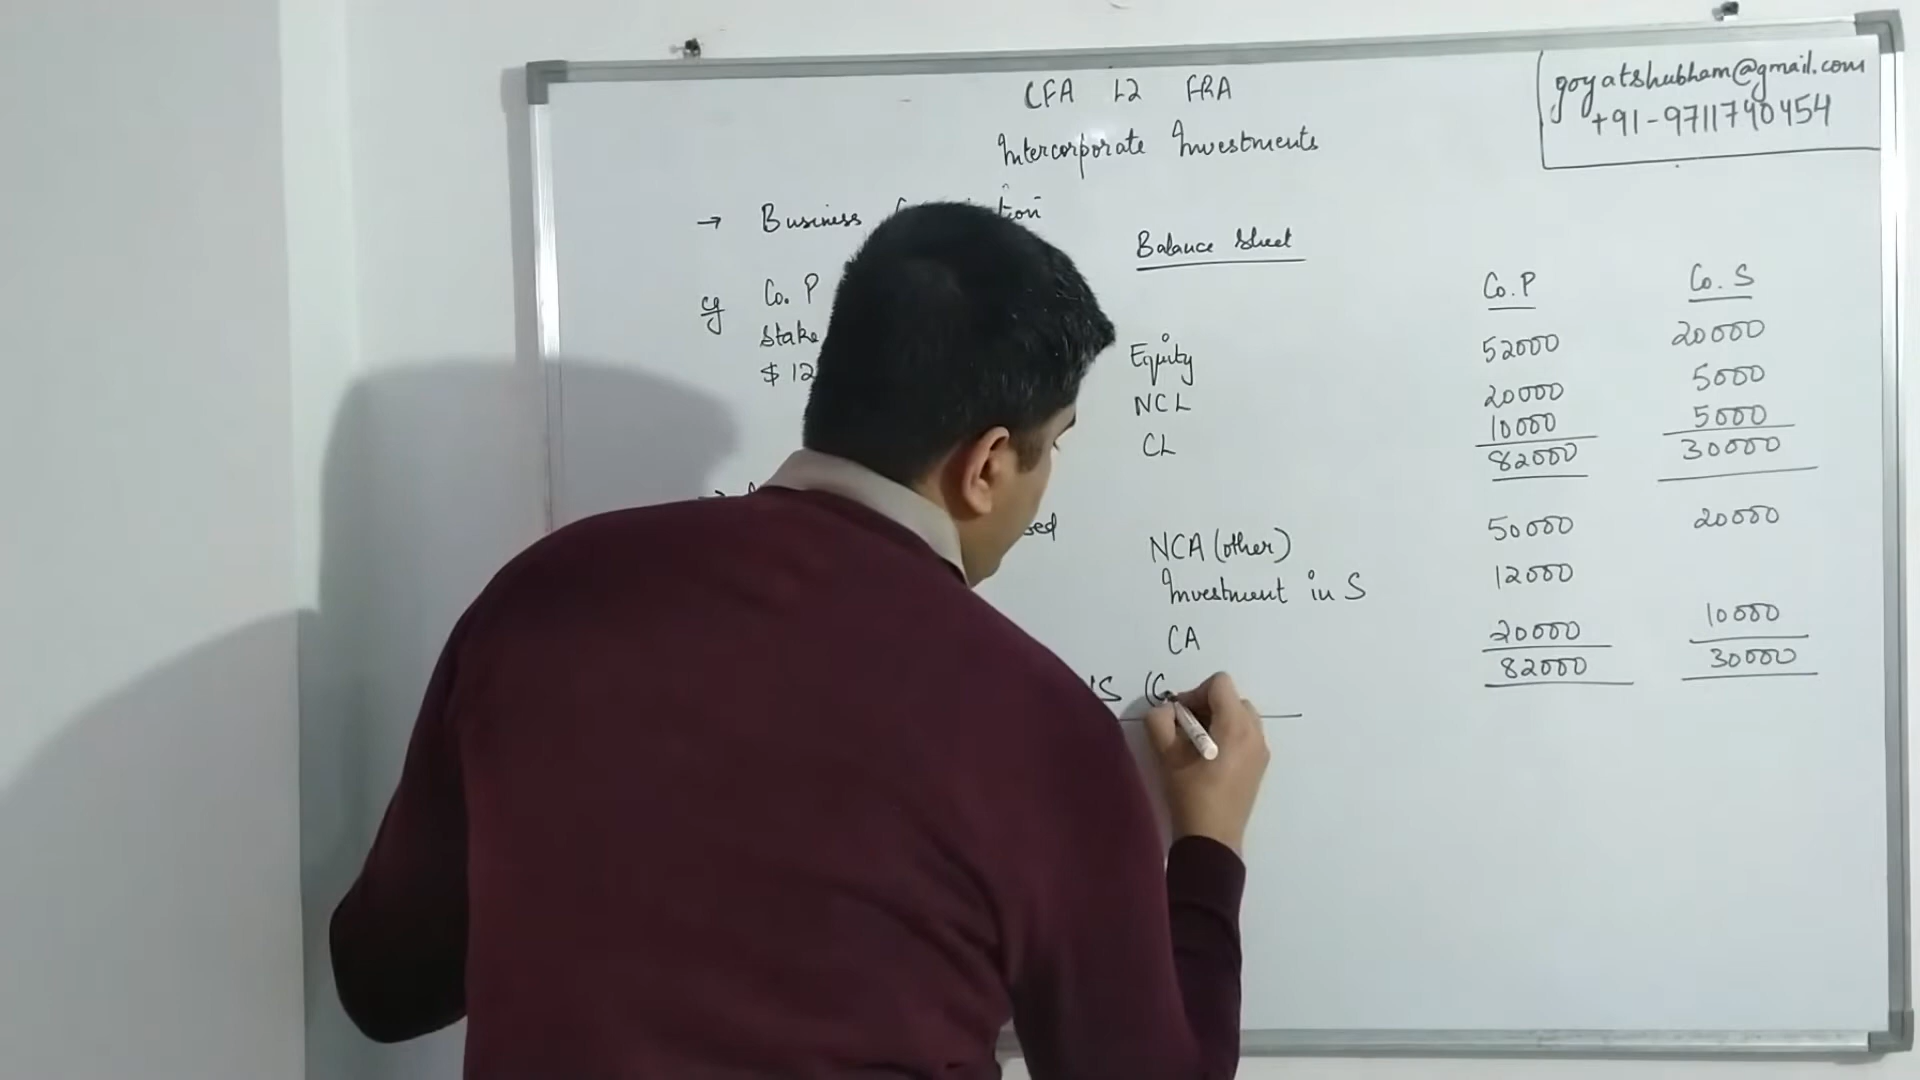 CFA L2 FRA
Intercorporate Investments
goyatshubham@gmail.com
+91-9711740454
→ Business
Balance Sheet
eg Co. P
Stake
$ 12
Co. P Co. S
Equity 52000 20000
NCL 20000 5000
CL 10000 5000
82000 30000
NCA (other) 50000 20000
Investment in S 12000
CA 20000 10000
82000 30000